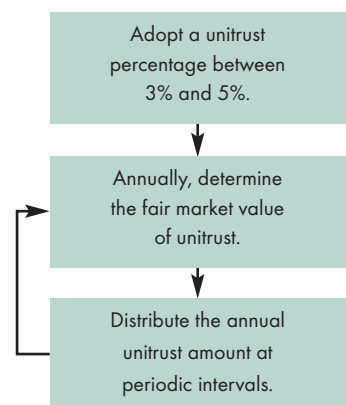 Adopt a unitrust
percentage between
3% and 5%.
Annually, determine
the fair market value
of unitrust.
Distribute the annual
unitrust amount at
periodic intervals.